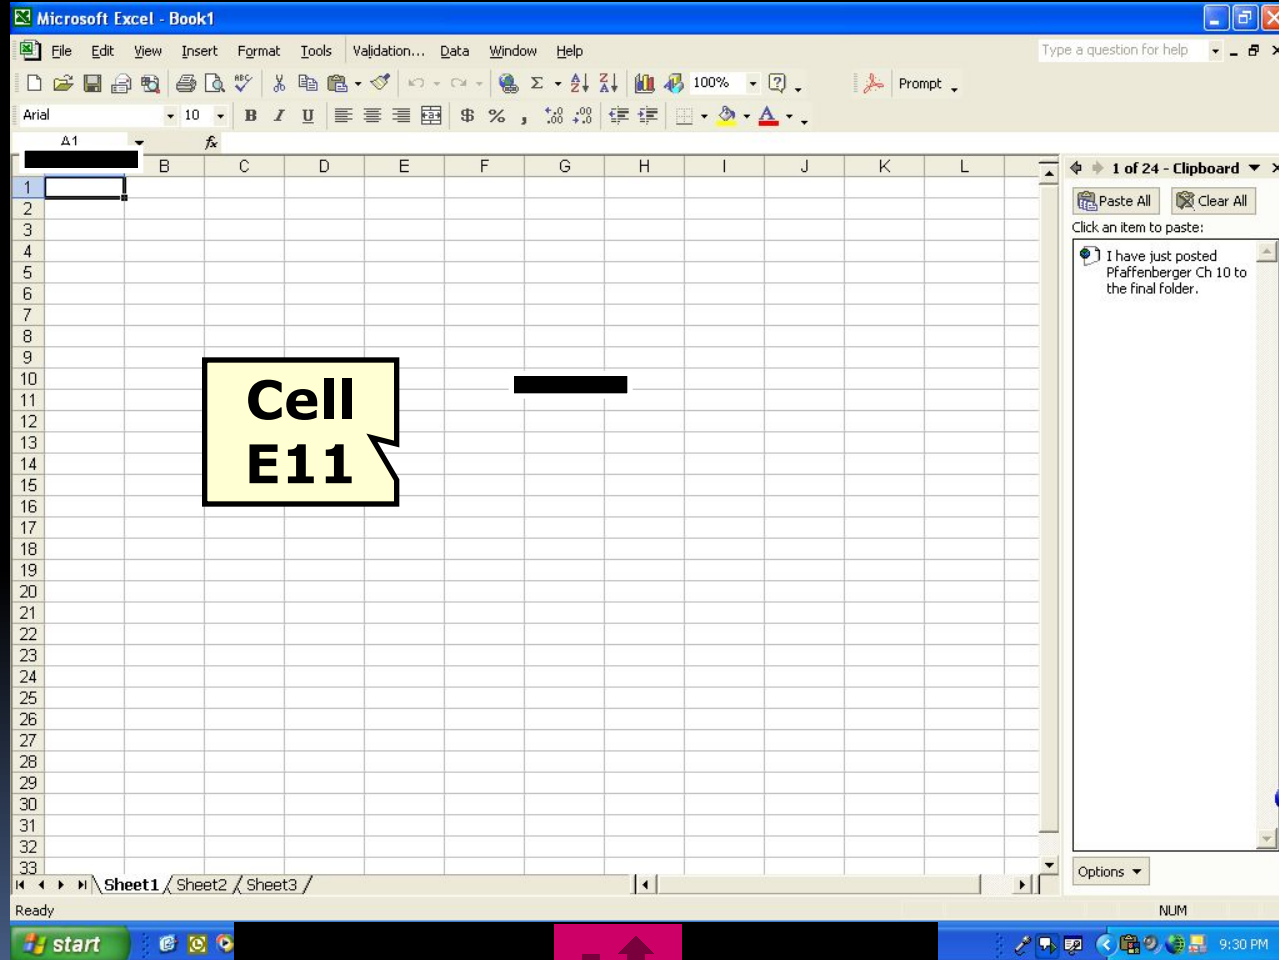 Microsoft Excel - Book1
File Edit View Insert Format Tools Validation... Data Window Help Type a question for help
100% Prompt
Arial 10 B I U $ % ,
A1 fx
B C D E F G H I J K L
1
2
3
4
5
6
7
8
9
10
11
12
13
14
15
16
17
18
19
20
21
22
23
24
25
26
27
28
29
30
31
32
33
Cell
E11
1 of 24 - Clipboard
Paste All Clear All
Click an item to paste:
I have just posted
Pfaffenberger Ch 10 to
the final folder.
Options
Sheet1 Sheet2 Sheet3
Ready NUM
start 9:30 PM